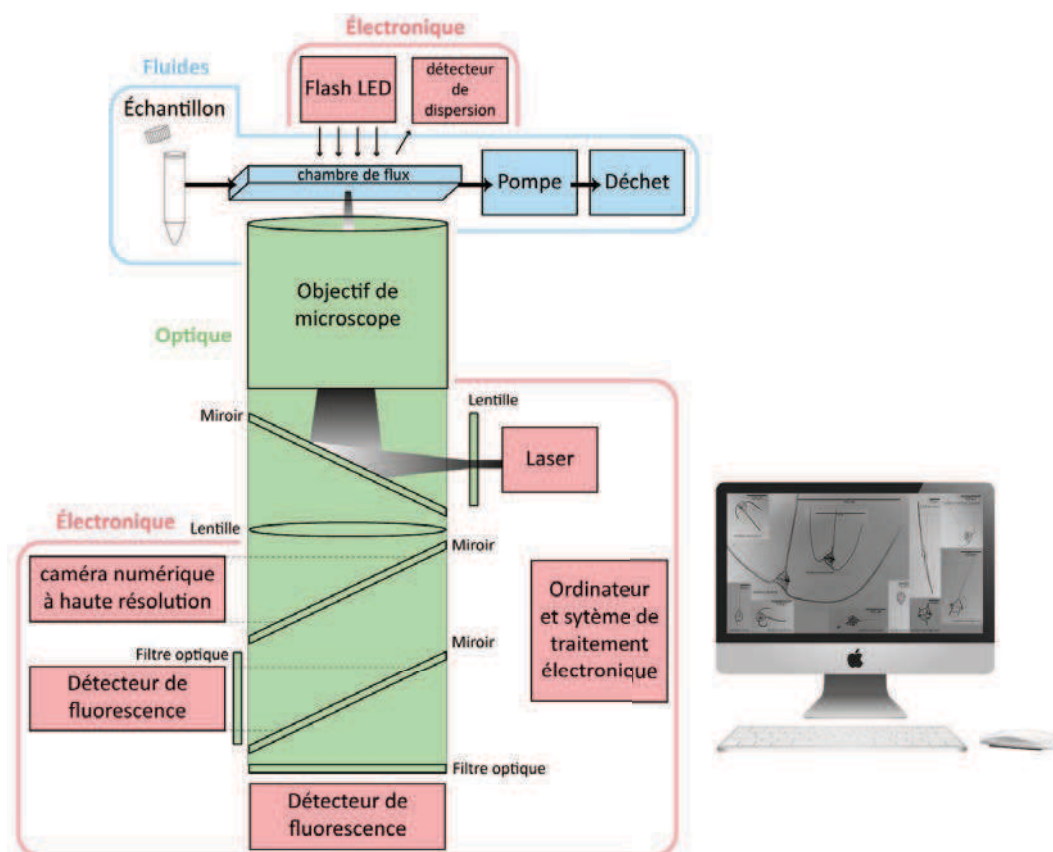 Électronique
Fluides
Échantillon
Flash LED
détecteur
de
dispersion
chambre de flux
Pompe
Déchet
Objectif de
microscope
Optique
Lentille
Miroir
Laser
Électronique
Lentille
Miroir
caméra numérique
à haute résolution
Ordinateur
et sytème de
traitement
électronique
Miroir
Filtre optique
Détecteur de
fluorescence
Filtre optique
Détecteur de
fluorescence